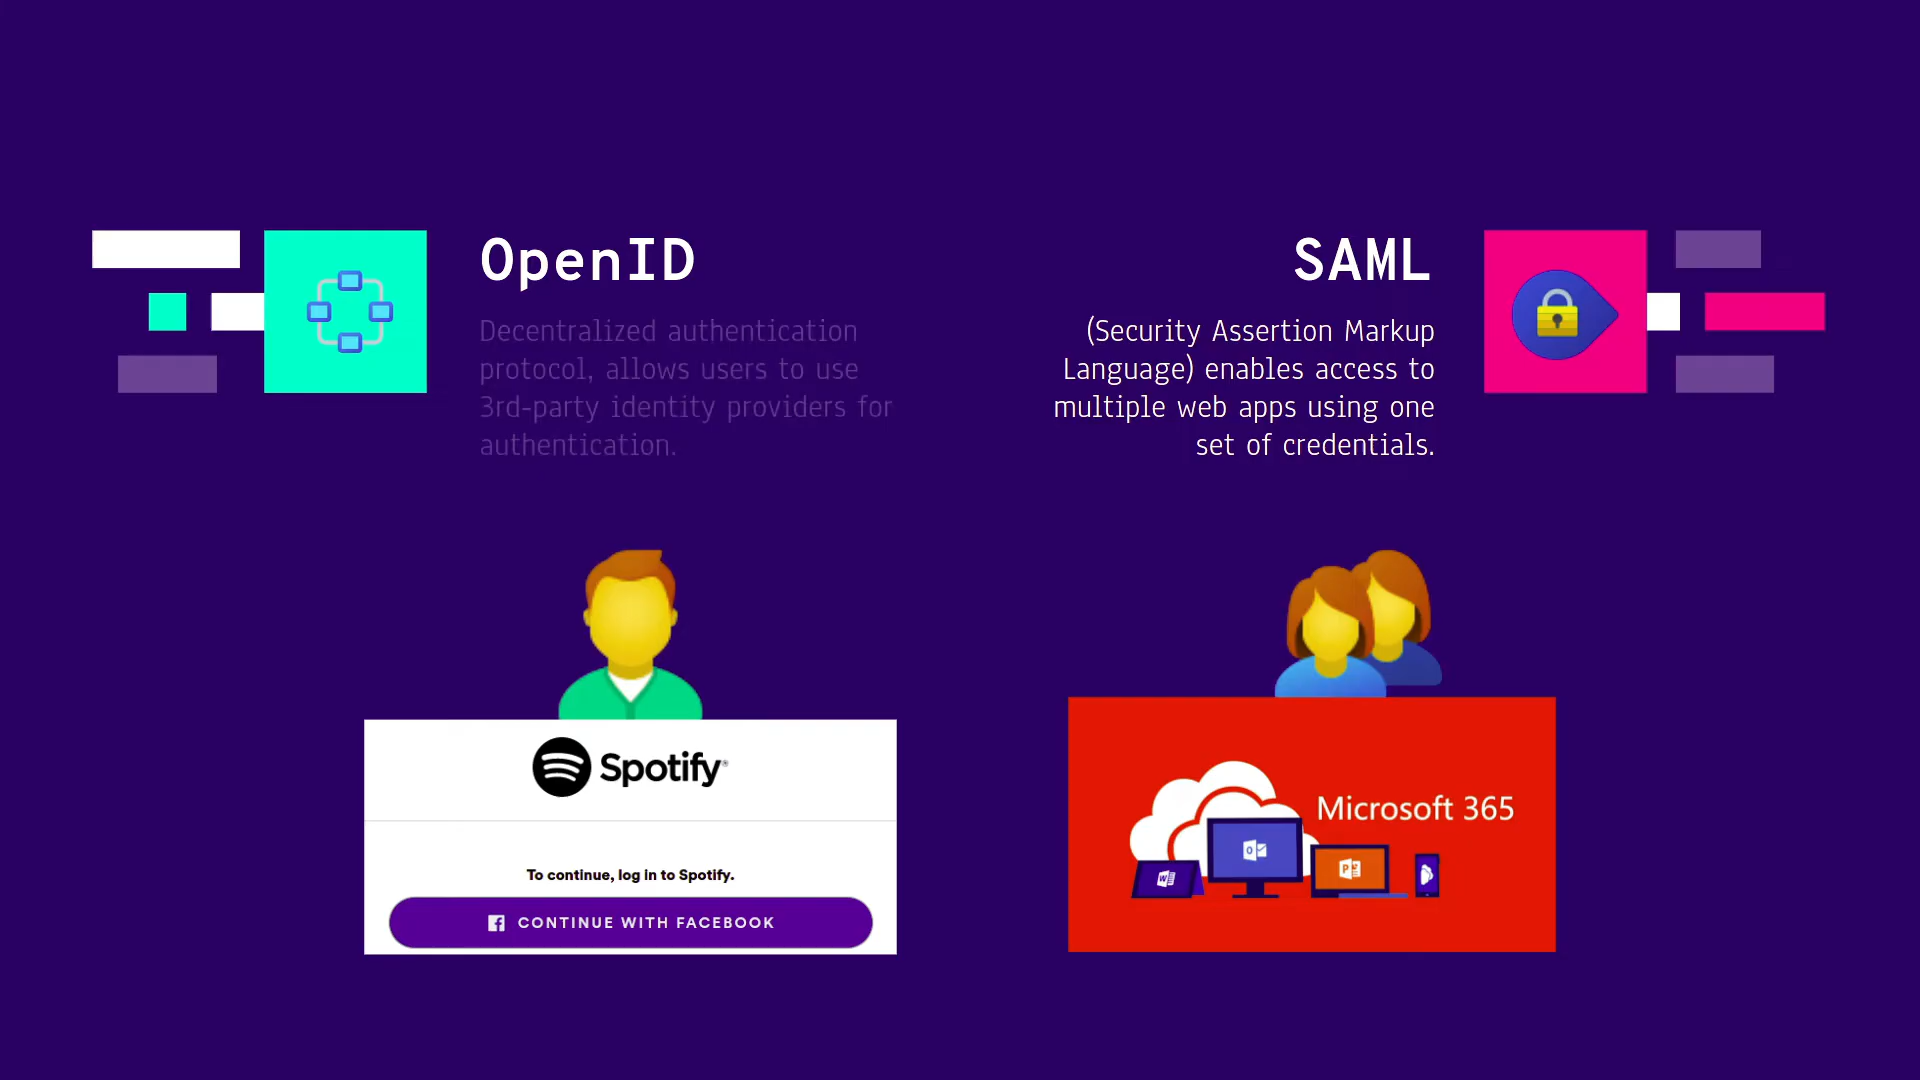 OpenID
Decentralized authentication
protocol, allows users to use
3rd-party identity providers for
authentication.
SAML
(Security Assertion Markup
Language) enables access to
multiple web apps using one
set of credentials.
Spotify®
To continue, log in to Spotify.
CONTINUE WITH FACEBOOK
Microsoft 365